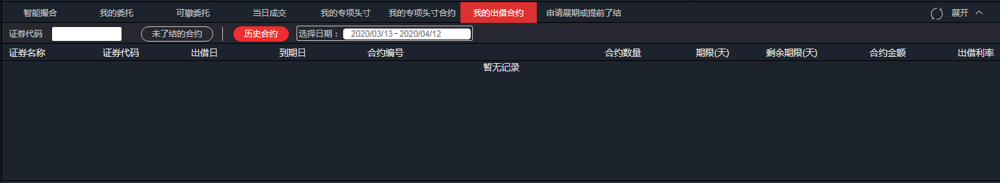 智能撮合 我的委托 可撤委托 当日成交 我的专项头寸 我的专项头寸合约 我的出借合约 申请展期或提前了结 展开
证券代码 未了结的合约 历史合约 选择日期： 2020/03/13 - 2020/04/12
证券名称 证券代码 出借日 到期日 合约编号 合约数量 期限(天) 剩余期限(天) 合约金额 出借利率
暂无记录